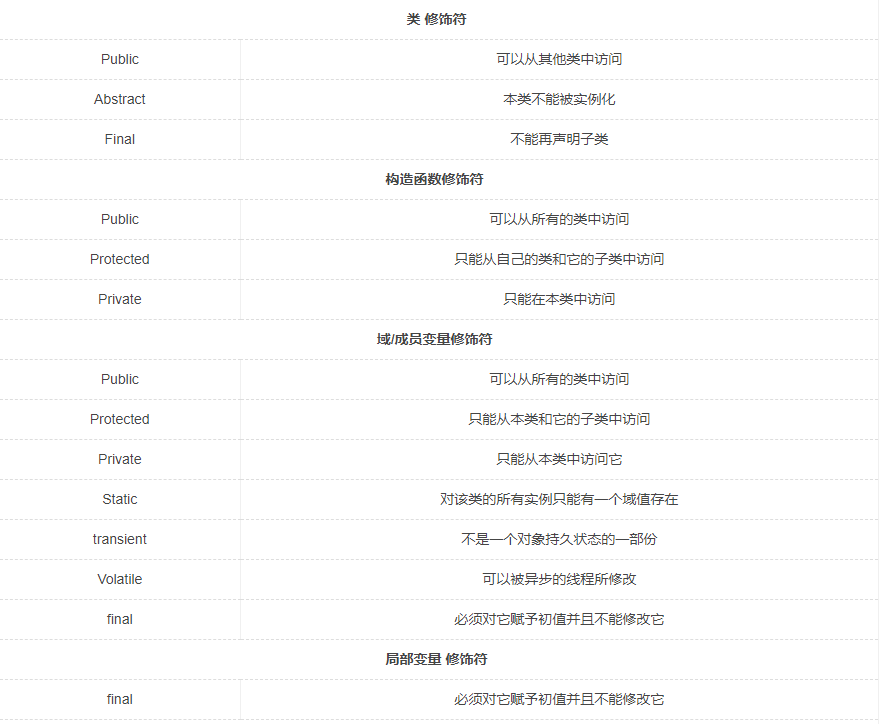 类 修饰符
Public 可以从其他类中访问
Abstract 本类不能被实例化
Final 不能再声明子类
构造函数修饰符
Public 可以从所有的类中访问
Protected 只能从自己的类和它的子类中访问
Private 只能在本类中访问
域/成员变量修饰符
Public 可以从所有的类中访问
Protected 只能从本类和它的子类中访问
Private 只能从本类中访问它
Static 对该类的所有实例只能有一个域值存在
transient 不是一个对象持久状态的一部份
Volatile 可以被异步的线程所修改
final 必须对它赋予初值并且不能修改它
局部变量 修饰符
final 必须对它赋予初值并且不能修改它